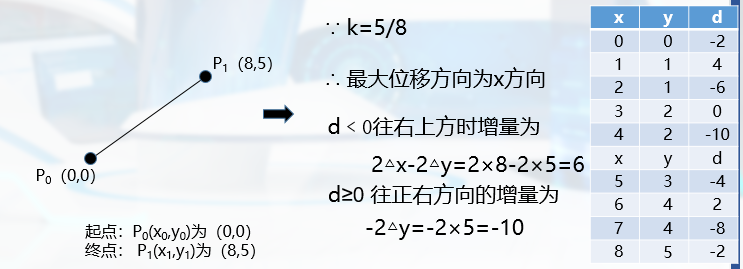 P₁（8,5）
P₀（0,0）
起点：P₀(x₀,y₀)为（0,0）
终点： P₁(x₁,y₁)为（8,5）
∵ k=5/8
∴ 最大位移方向为x方向
d﹤0往右上方时增量为
2△x-2△y=2×8-2×5=6
d≥0 往正右方向的增量为
-2△y=-2×5=-10
x y d
0 0 -2
1 1 4
2 1 -6
3 2 0
4 2 -10
x y d
5 3 -4
6 4 2
7 4 -8
8 5 -2